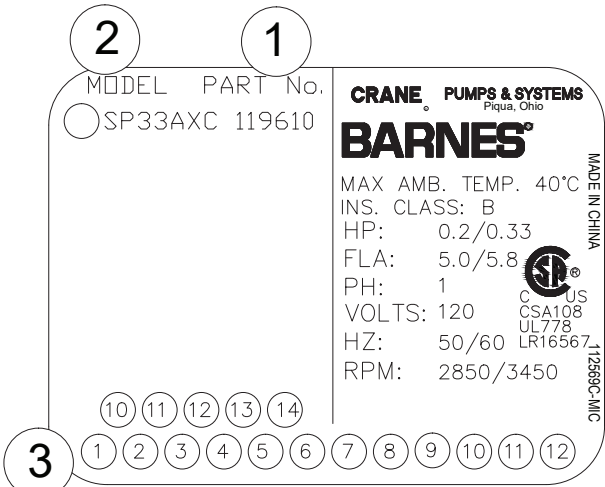 2
1
MODEL PART No.
SP33AXC 119610
CRANE® PUMPS & SYSTEMS
Piqua, Ohio
BARNES®
MAX AMB. TEMP. 40°C
INS. CLASS: B
HP: 0.2/0.33
FLA: 5.0/5.8
PH: 1
VOLTS: 120
HZ: 50/60
RPM: 2850/3450
SP®
C US
CSA108
UL778
LR16567
MADE IN CHINA
112569C-MIC
10 11 12 13 14
3
1 2 3 4 5 6 7 8 9 10 11 12